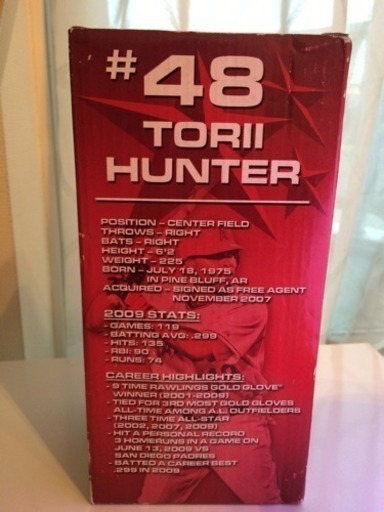 #48
TORII
HUNTER
POSITION – CENTER FIELD
THROWS – RIGHT
BATS – RIGHT
HEIGHT – 6'2
WEIGHT – 225
BORN – JULY 18, 1975
IN PINE BLUFF, AR
ACQUIRED – SIGNED AS FREE AGENT
NOVEMBER 2007
2009 STATS:
- GAMES: 119
- BATTING AVG: .299
- HITS: 135
- RBI: 90
- RUNS: 74
CAREER HIGHLIGHTS:
- 9 TIME RAWLINGS GOLD GLOVE®
WINNER (2001-2009)
- TIED FOR 3RD MOST GOLD GLOVES
ALL-TIME AMONG A.L. OUTFIELDERS
- THREE TIME ALL-STAR
(2002, 2007, 2009)
- HIT A PERSONAL RECORD
3 HOMERUNS IN A GAME ON
JUNE 13, 2009 VS
SAN DIEGO PADRES
- BATTED A CAREER BEST
.299 IN 2009